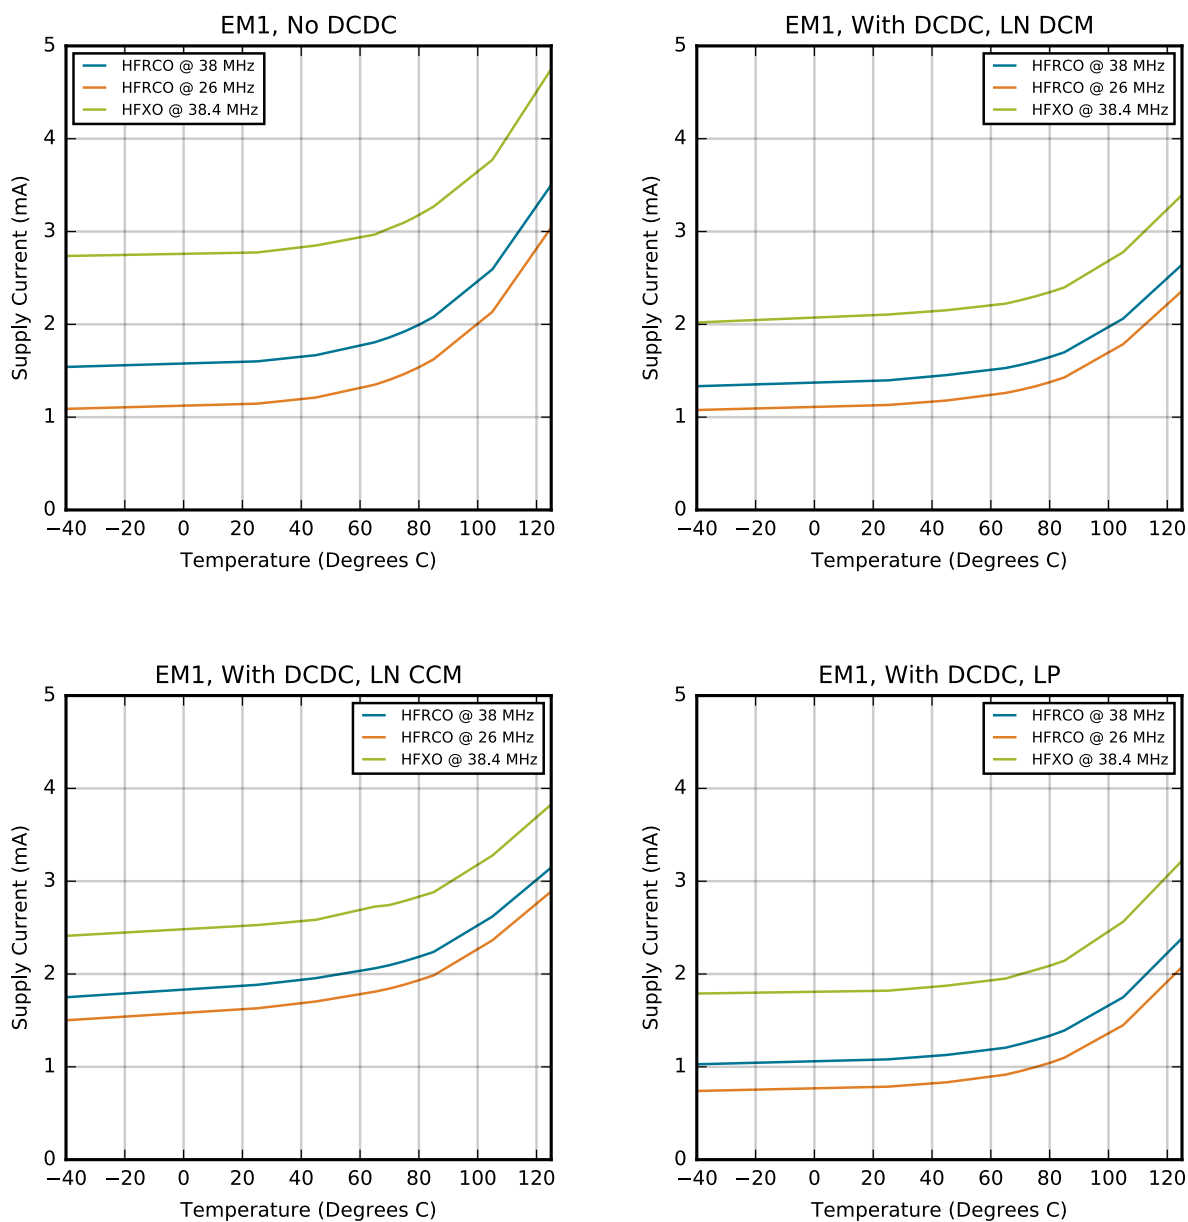 EM1, No DCDC
HFRCO @ 38 MHz
HFRCO @ 26 MHz
HFXO @ 38.4 MHz
Supply Current (mA)
5
4
3
2
1
0
−40 −20 0 20 40 60 80 100 120
Temperature (Degrees C)
EM1, With DCDC, LN DCM
HFRCO @ 38 MHz
HFRCO @ 26 MHz
HFXO @ 38.4 MHz
Supply Current (mA)
5
4
3
2
1
0
−40 −20 0 20 40 60 80 100 120
Temperature (Degrees C)
EM1, With DCDC, LN CCM
HFRCO @ 38 MHz
HFRCO @ 26 MHz
HFXO @ 38.4 MHz
Supply Current (mA)
5
4
3
2
1
0
−40 −20 0 20 40 60 80 100 120
Temperature (Degrees C)
EM1, With DCDC, LP
HFRCO @ 38 MHz
HFRCO @ 26 MHz
HFXO @ 38.4 MHz
Supply Current (mA)
5
4
3
2
1
0
−40 −20 0 20 40 60 80 100 120
Temperature (Degrees C)